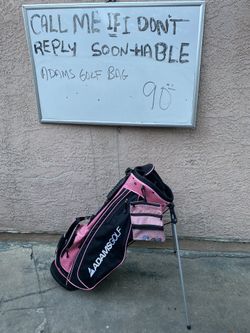 CALL ME IF I DON'T
REPLY SOON-HABLE
ADAMS GOLF BAG
90
ADAMSGOLF